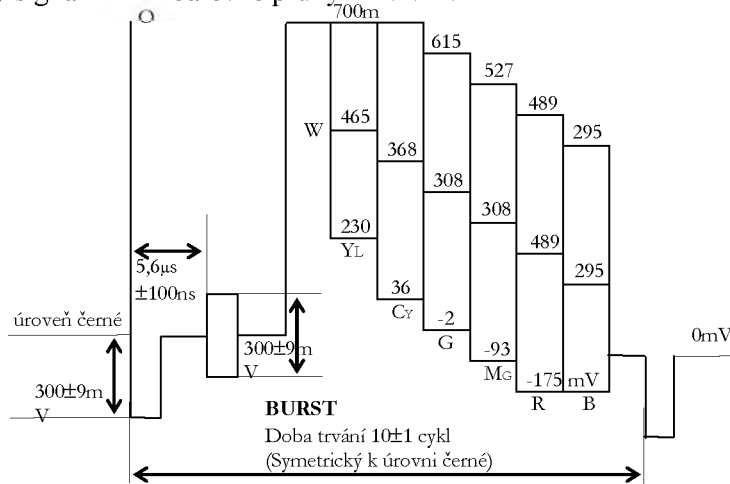 O
700m
615
527
489
295
W
465
368
308
308
489
295
230
YL
36
CY
-2
G
-93
MG
-175 mV
R
B
5,6µs
±100ns
úroveň černé
300±9m
V
300±9m
V
0mV
BURST
Doba trvání 10±1 cykl
(Symetrický k úrovni černé)